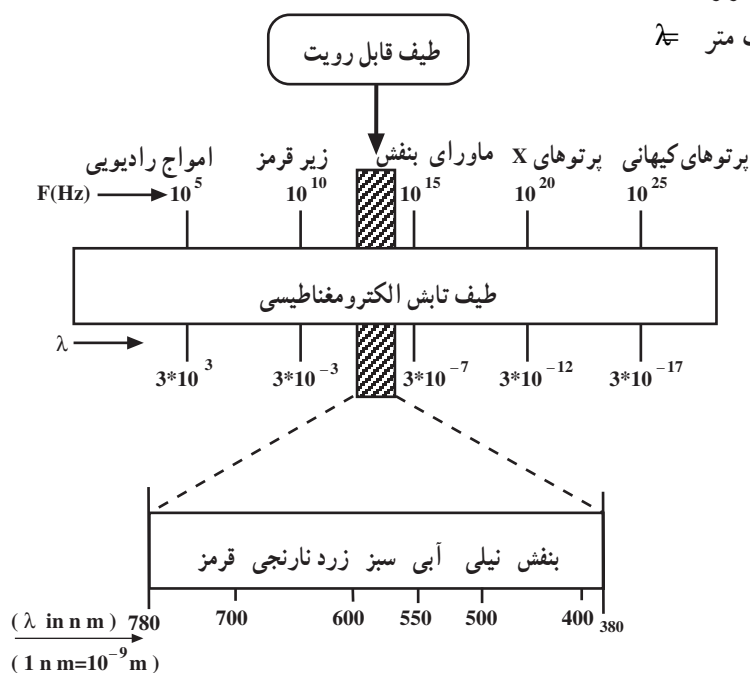 متر = λ
طیف قابل رویت
امواج رادیویی زیر قرمز ماورای بنفش پرتوهای X پرتوهای کیهانی
F(Hz) 10^5 10^10 10^15 10^20 10^25
طیف تابش الکترومغناطیسی
λ
3*10^3 3*10^-3 3*10^-7 3*10^-12 3*10^-17
قرمز نارنجی زرد سبز آبی نیلی بنفش
(λ in n m) 780 700 600 550 500 400 380
(1 n m=10^-9 m)